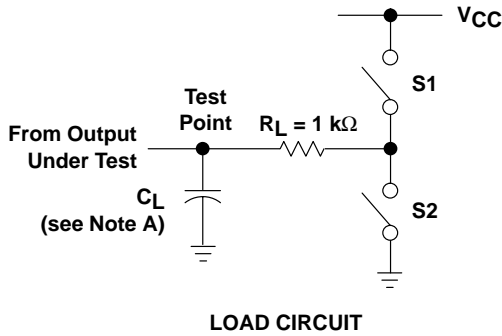 VCC
S1
Test
Point
RL = 1 kΩ
From Output
Under Test
CL
(see Note A)
S2
LOAD CIRCUIT